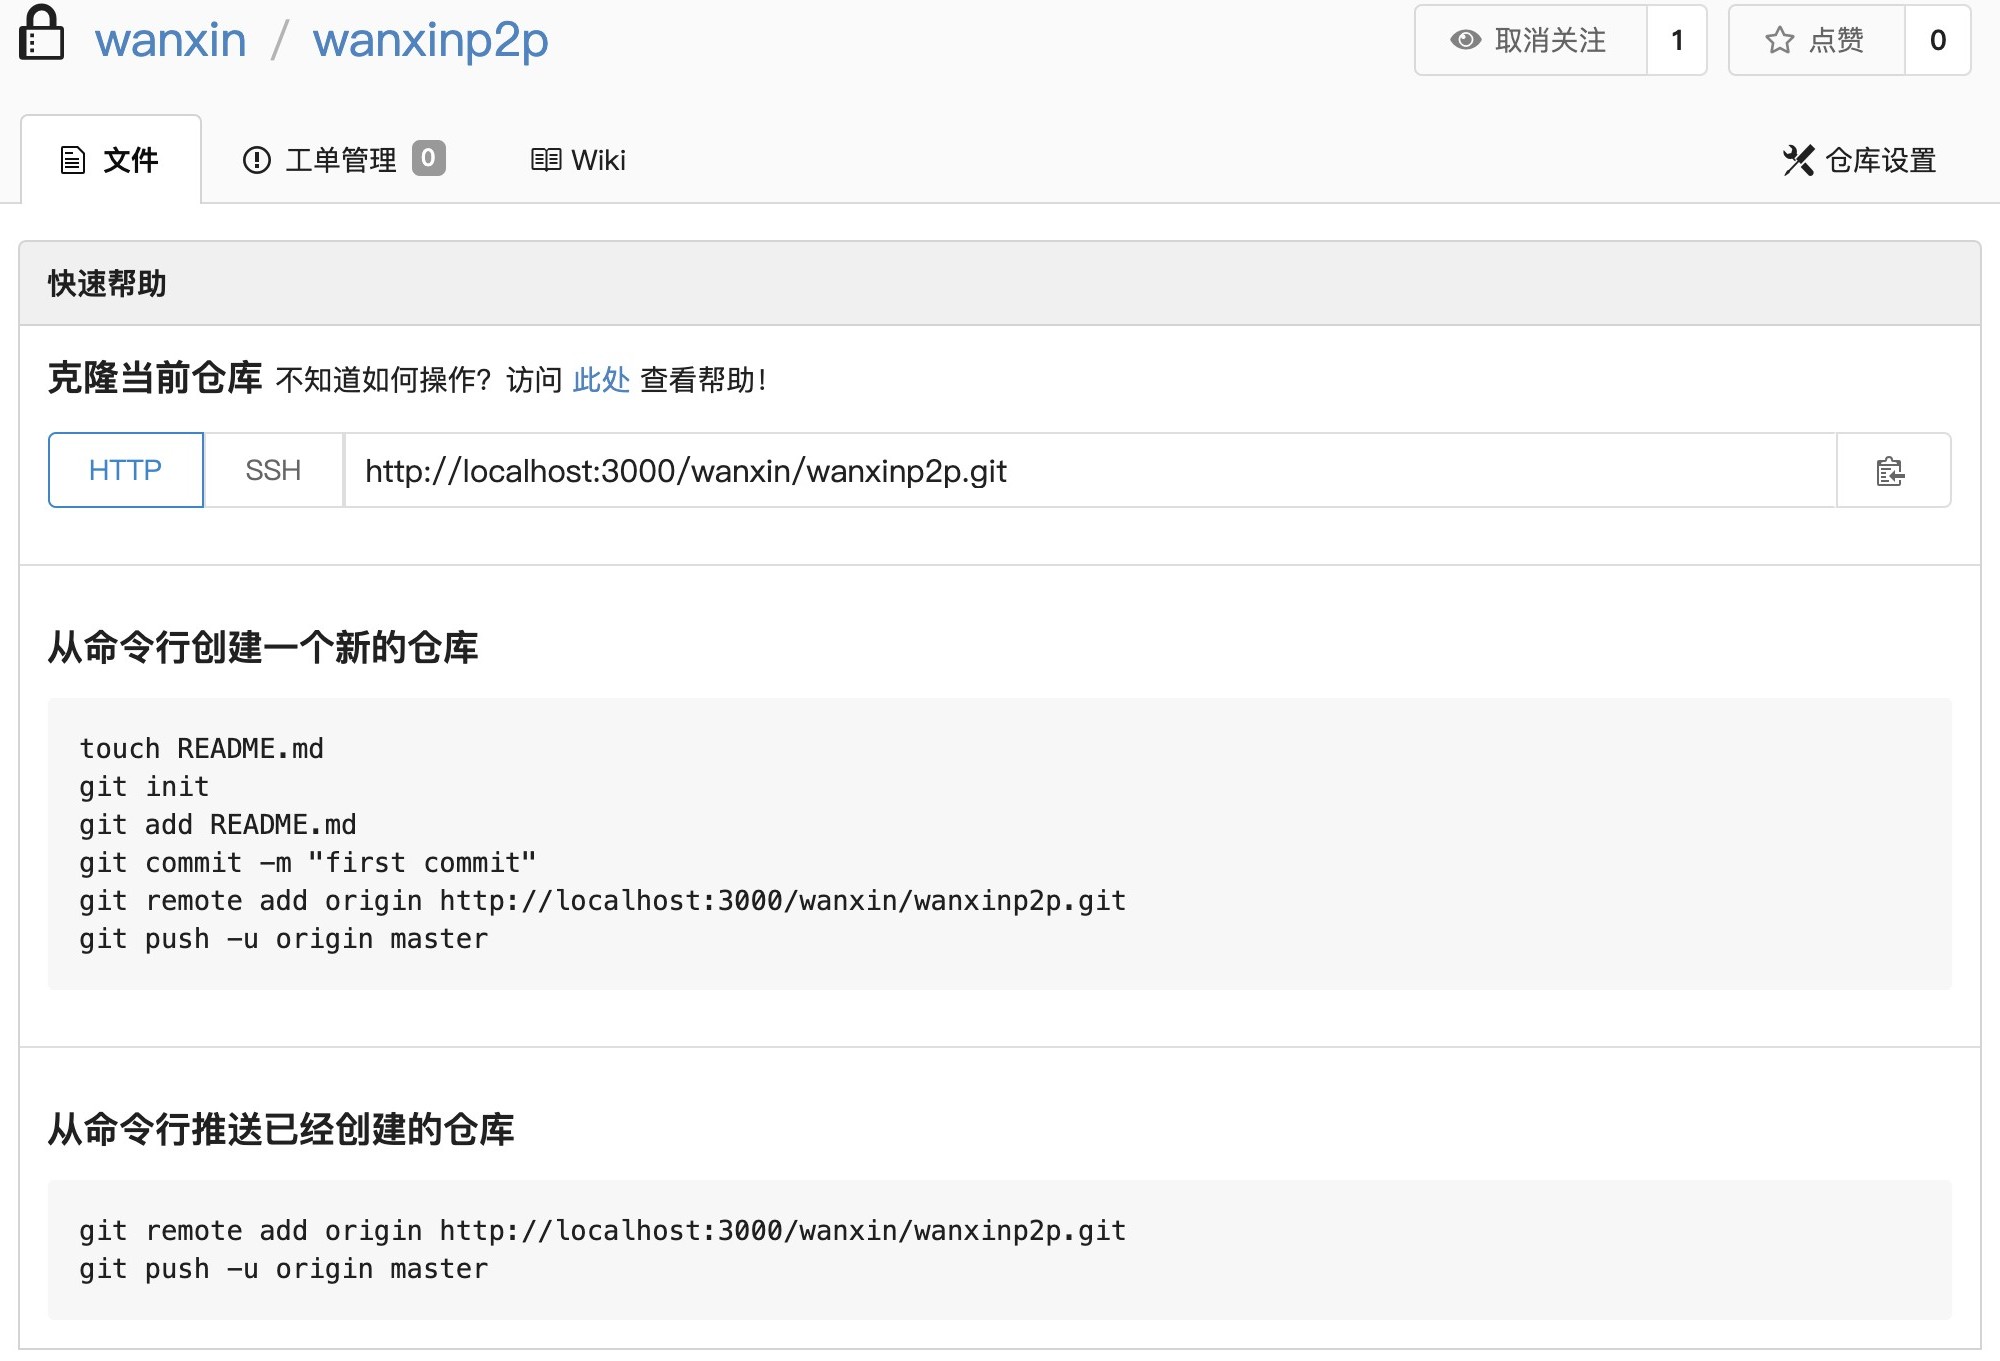 wanxin / wanxinp2p
取消关注 1
点赞 0
文件
工单管理 0
Wiki
仓库设置
快速帮助
克隆当前仓库 不知道如何操作？访问 此处 查看帮助！
HTTP SSH http://localhost:3000/wanxin/wanxinp2p.git
从命令行创建一个新的仓库
touch README.md
git init
git add README.md
git commit -m "first commit"
git remote add origin http://localhost:3000/wanxin/wanxinp2p.git
git push -u origin master
从命令行推送已经创建的仓库
git remote add origin http://localhost:3000/wanxin/wanxinp2p.git
git push -u origin master